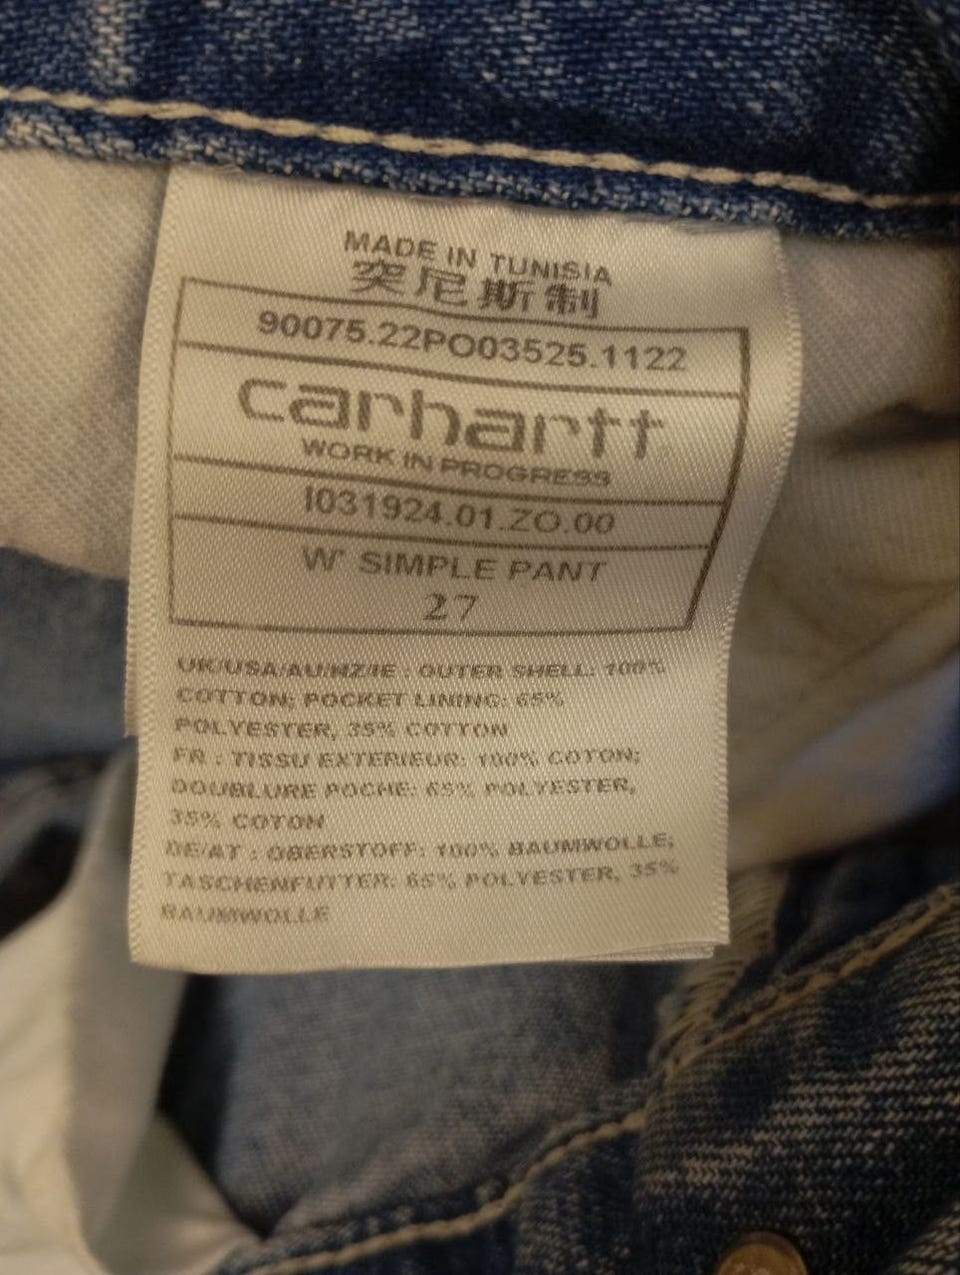 MADE IN TUNISIA
突尼斯制
90075.22PO03525.1122
carhartt
WORK IN PROGRESS
I031924.01.ZO.00
W' SIMPLE PANT
27
UK/USA/AU/NZ/IE : OUTER SHELL: 100%
COTTON; POCKET LINING: 65%
POLYESTER, 35% COTTON
FR : TISSU EXTERIEUR: 100% COTON;
DOUBLURE POCHE: 65% POLYESTER,
35% COTON
DE/AT : OBERSTOFF: 100% BAUMWOLLE;
TASCHENFUTTER: 65% POLYESTER, 35%
BAUMWOLLE